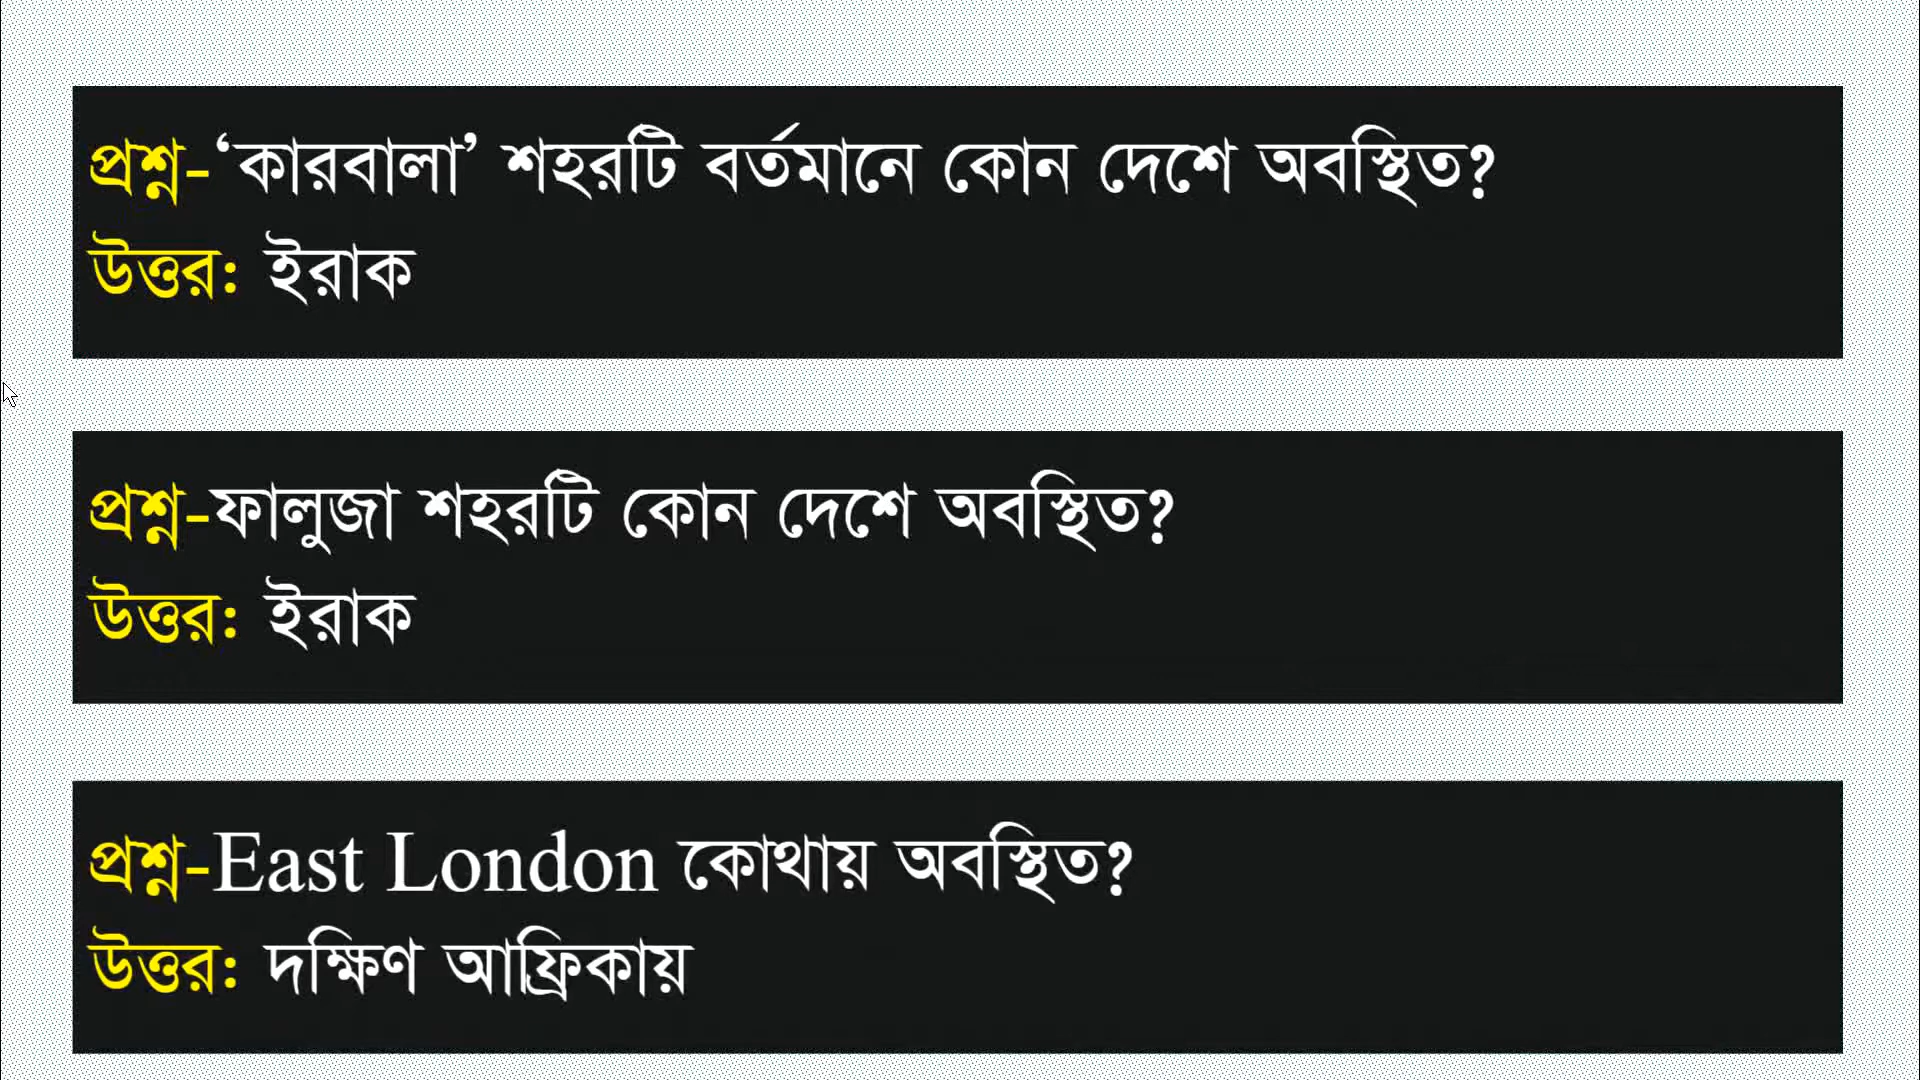 প্রশ্ন-‘কারবালা’ শহরটি বর্তমানে কোন দেশে অবস্থিত?
উত্তর: ইরাক
প্রশ্ন-ফালুজা শহরটি কোন দেশে অবস্থিত?
উত্তর: ইরাক
প্রশ্ন-East London কোথায় অবস্থিত?
উত্তর: দক্ষিণ আফ্রিকায়